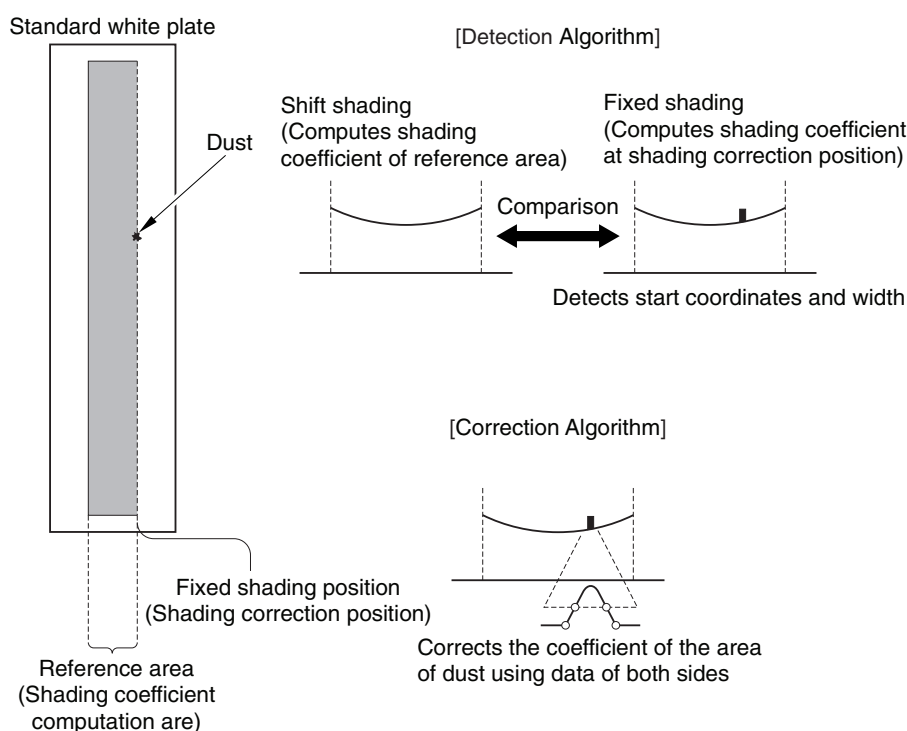 Standard white plate
Dust
[Detection Algorithm]
Shift shading
(Computes shading
coefficient of reference area)
Fixed shading
(Computes shading coefficient
at shading correction position)
Comparison
Detects start coordinates and width
[Correction Algorithm]
Corrects the coefficient of the area
of dust using data of both sides
Fixed shading position
(Shading correction position)
Reference area
(Shading coefficient
computation are)